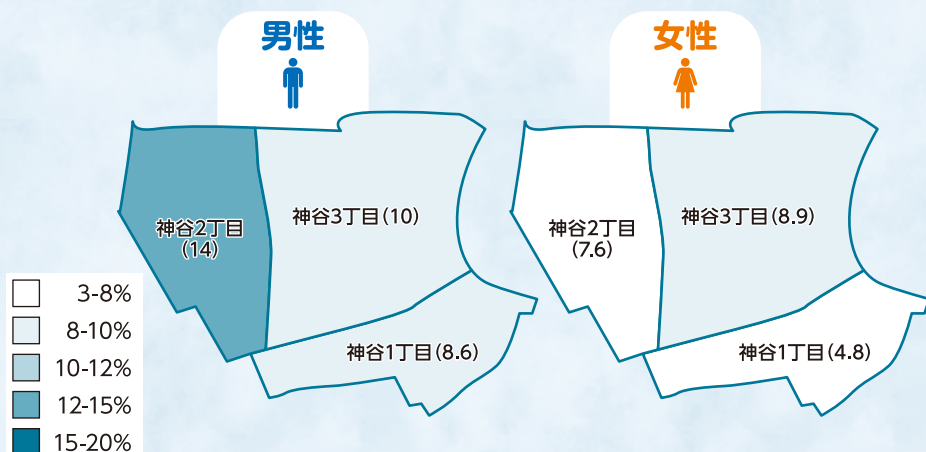 男性
神谷2丁目
(14)
神谷3丁目(10)
神谷1丁目(8.6)
女性
神谷2丁目
(7.6)
神谷3丁目(8.9)
神谷1丁目(4.8)
3-8%
8-10%
10-12%
12-15%
15-20%